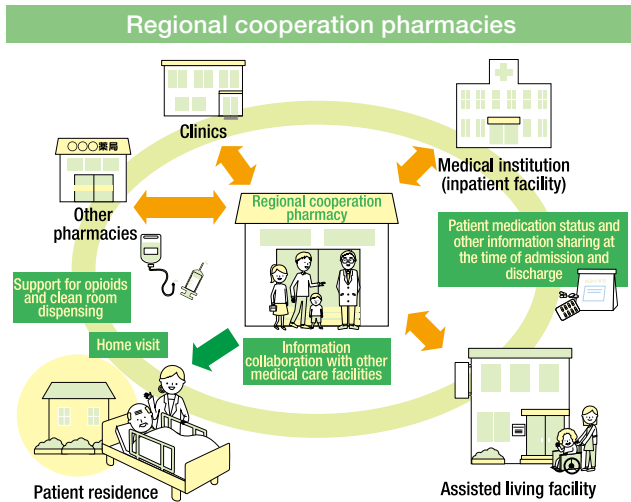 Regional cooperation pharmacies
Clinics
Medical institution
(inpatient facility)
○○○薬局
Other
pharmacies
Regional cooperation
pharmacy
Patient medication status and
other information sharing at
the time of admission and
discharge
Support for opioids
and clean room
dispensing
Home visit
Information
collaboration with other
medical care facilities
Patient residence
Assisted living facility